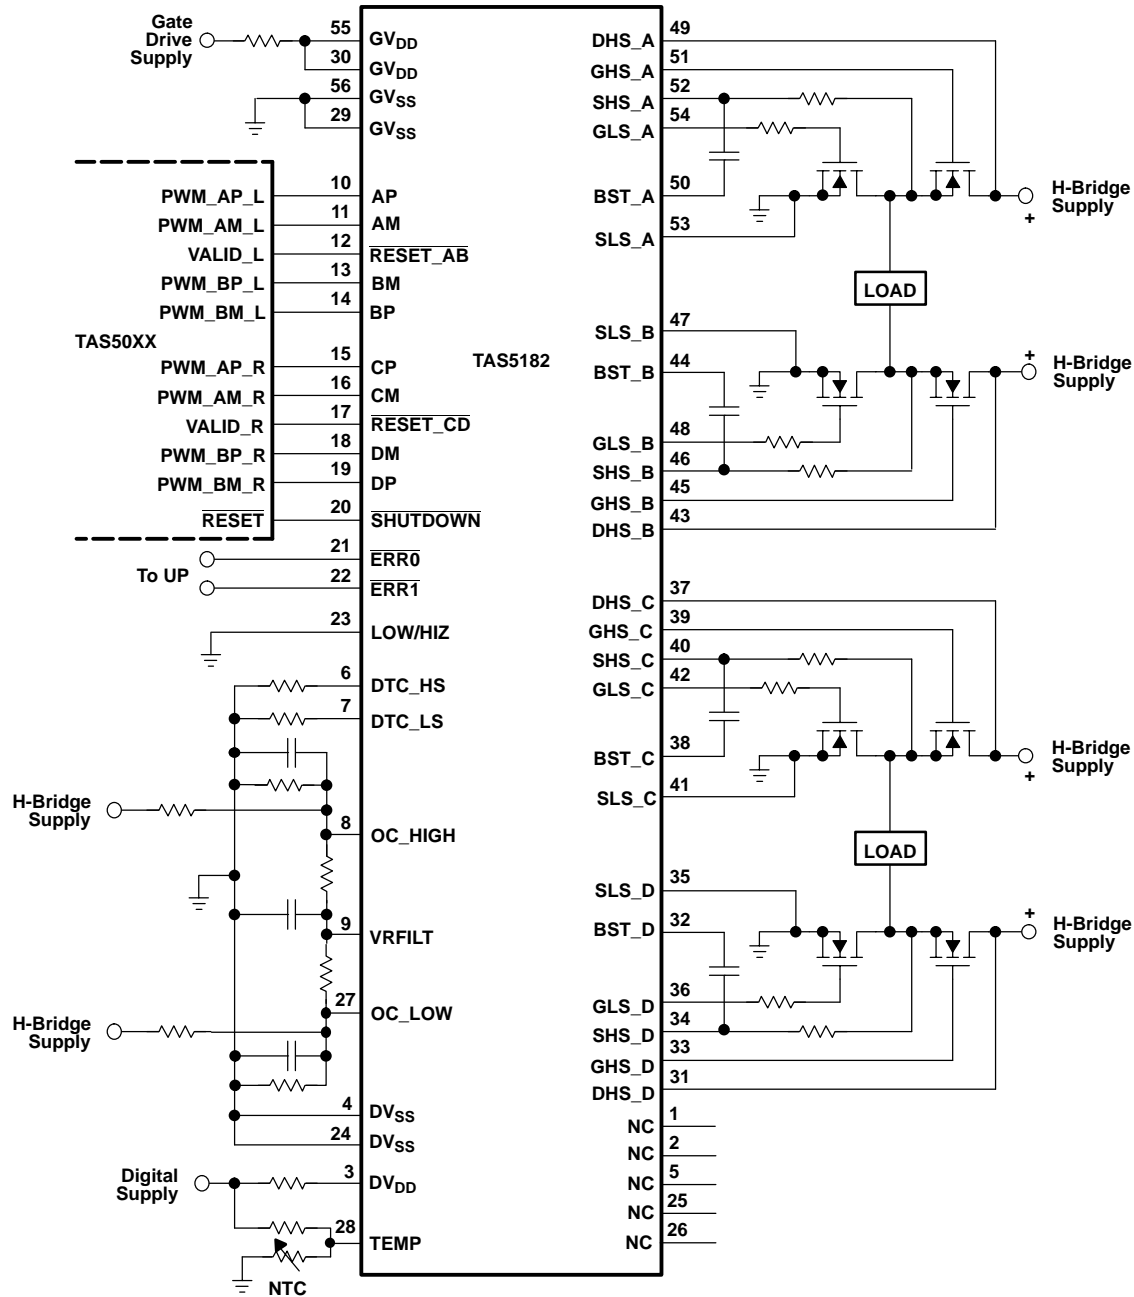 Gate
Drive
Supply
55
GVDD
30
GVDD
56
GVSS
29
GVSS
PWM_AP_L
10
AP
PWM_AM_L
11
AM
VALID_L
12
RESET_AB
PWM_BP_L
13
BM
PWM_BM_L
14
BP
TAS50XX
PWM_AP_R
15
CP
PWM_AM_R
16
CM
VALID_R
17
RESET_CD
PWM_BP_R
18
DM
PWM_BM_R
19
DP
RESET
20
SHUTDOWN
To UP
21
ERR0
22
ERR1
23
LOW/HIZ
6
DTC_HS
7
DTC_LS
H-Bridge
Supply
8
OC_HIGH
9
VRFILT
H-Bridge
Supply
27
OC_LOW
4
DVSS
24
DVSS
Digital
Supply
3
DVDD
28
TEMP
NTC
TAS5182
DHS_A
49
GHS_A
51
SHS_A
52
GLS_A
54
BST_A
50
SLS_A
53
H-Bridge
Supply
+
LOAD
SLS_B
47
BST_B
44
GLS_B
48
SHS_B
46
GHS_B
45
DHS_B
43
+
H-Bridge
Supply
DHS_C
37
GHS_C
39
SHS_C
40
GLS_C
42
BST_C
38
SLS_C
41
H-Bridge
Supply
+
LOAD
SLS_D
35
BST_D
32
GLS_D
36
SHS_D
34
GHS_D
33
DHS_D
31
+
H-Bridge
Supply
NC
1
NC
2
NC
5
NC
25
NC
26